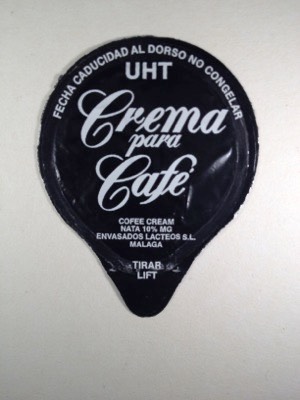 FECHA CADUCIDAD AL DORSO NO CONGELAR
UHT
Crema
para
Café
COFEE CREAM
NATA 10% MG
ENVASADOS LACTEOS S.L.
MALAGA
TIRAR
LIFT